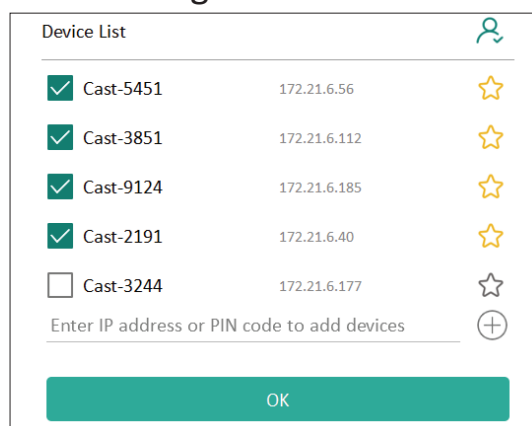 Device List
Cast-5451 172.21.6.56
Cast-3851 172.21.6.112
Cast-9124 172.21.6.185
Cast-2191 172.21.6.40
Cast-3244 172.21.6.177
Enter IP address or PIN code to add devices
OK